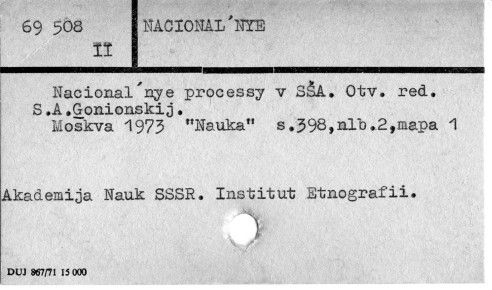 69 508
II
NACIONAL´NYE
Nacional´nye processy v SŠA. Otv. red.
S.A.Gonionskij.
Moskva 1973 "Nauka" s.398,nlb.2,mapa 1
Akademija Nauk SSSR. Institut Etnografii.
DUJ 867/71 15 000